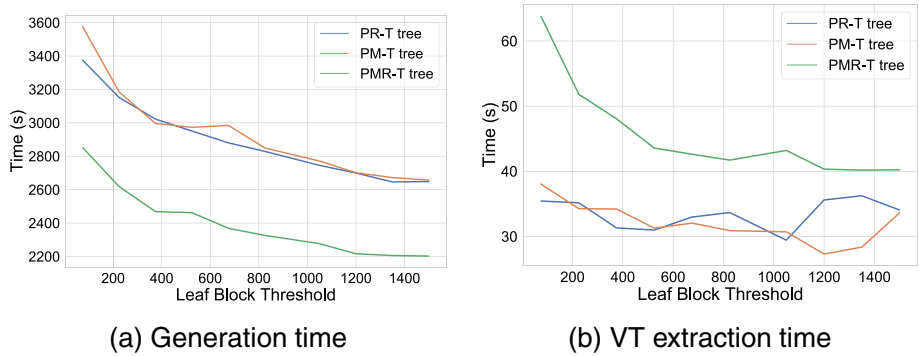 3600
3400
3200
3000
2800
2600
2400
2200
Time (s)
PR-T tree
PM-T tree
PMR-T tree
200 400 600 800 1000 1200 1400
Leaf Block Threshold
(a) Generation time
60
50
40
30
Time (s)
PR-T tree
PM-T tree
PMR-T tree
200 400 600 800 1000 1200 1400
Leaf Block Threshold
(b) VT extraction time